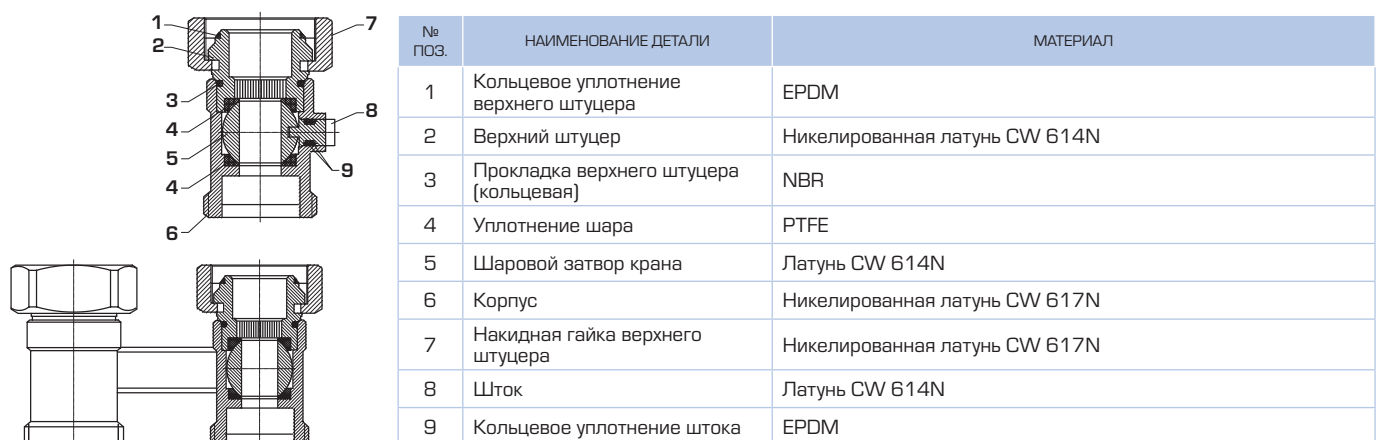 1
2
3
4
5
4
6
7
8
9
№ ПОЗ.
НАИМЕНОВАНИЕ ДЕТАЛИ
МАТЕРИАЛ
1
Кольцевое уплотнение
верхнего штуцера
EPDM
2
Верхний штуцер
Никелированная латунь CW 614N
3
Прокладка верхнего штуцера
(кольцевая)
NBR
4
Уплотнение шара
PTFE
5
Шаровой затвор крана
Латунь CW 614N
6
Корпус
Никелированная латунь CW 617N
7
Накидная гайка верхнего
штуцера
Никелированная латунь CW 617N
8
Шток
Латунь CW 614N
9
Кольцевое уплотнение штока
EPDM